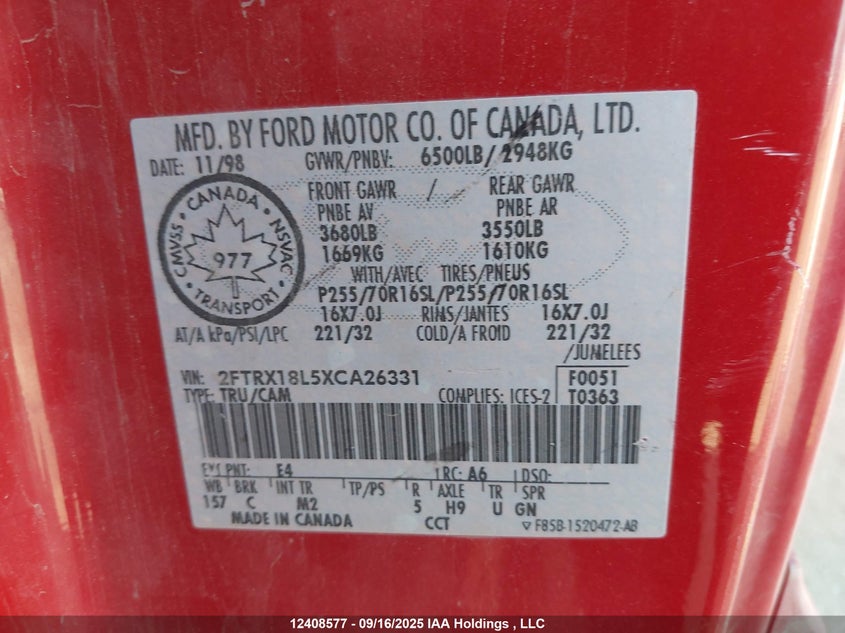 MFD. BY FORD MOTOR CO. OF CANADA, LTD.
DATE: 11/98 GVWR/PNBV: 6500LB/ 2948KG
FRONT GAWR / REAR GAWR
PNBE AV PNBE AR
3680LB 3550LB
1669KG 1610KG
WITH/AVEC TIRES/PNEUS
P255/70R16SL/P255/70R16SL
16X7.0J RIMS/JANTES 16X7.0J
AT/A kPa/PSI/LPC 221/32 COLD/A FROID 221/32
/JUMELEES
CANADA
CMVSS NSVAC
977
TRANSPORT
VIN: 2FTRX18L5XCA26331 F0051
TYPE: TRU/CAM COMPLIES: ICES-2 T0363
EXT PNT: E4 RC: A6 DSO:
WB BRK INT TR TP/PS R AXLE TR SPR
157 C M2 5 H9 U GN
MADE IN CANADA CCT F85B-1520472-AB
12408577 - 09/16/2025 IAA Holdings , LLC